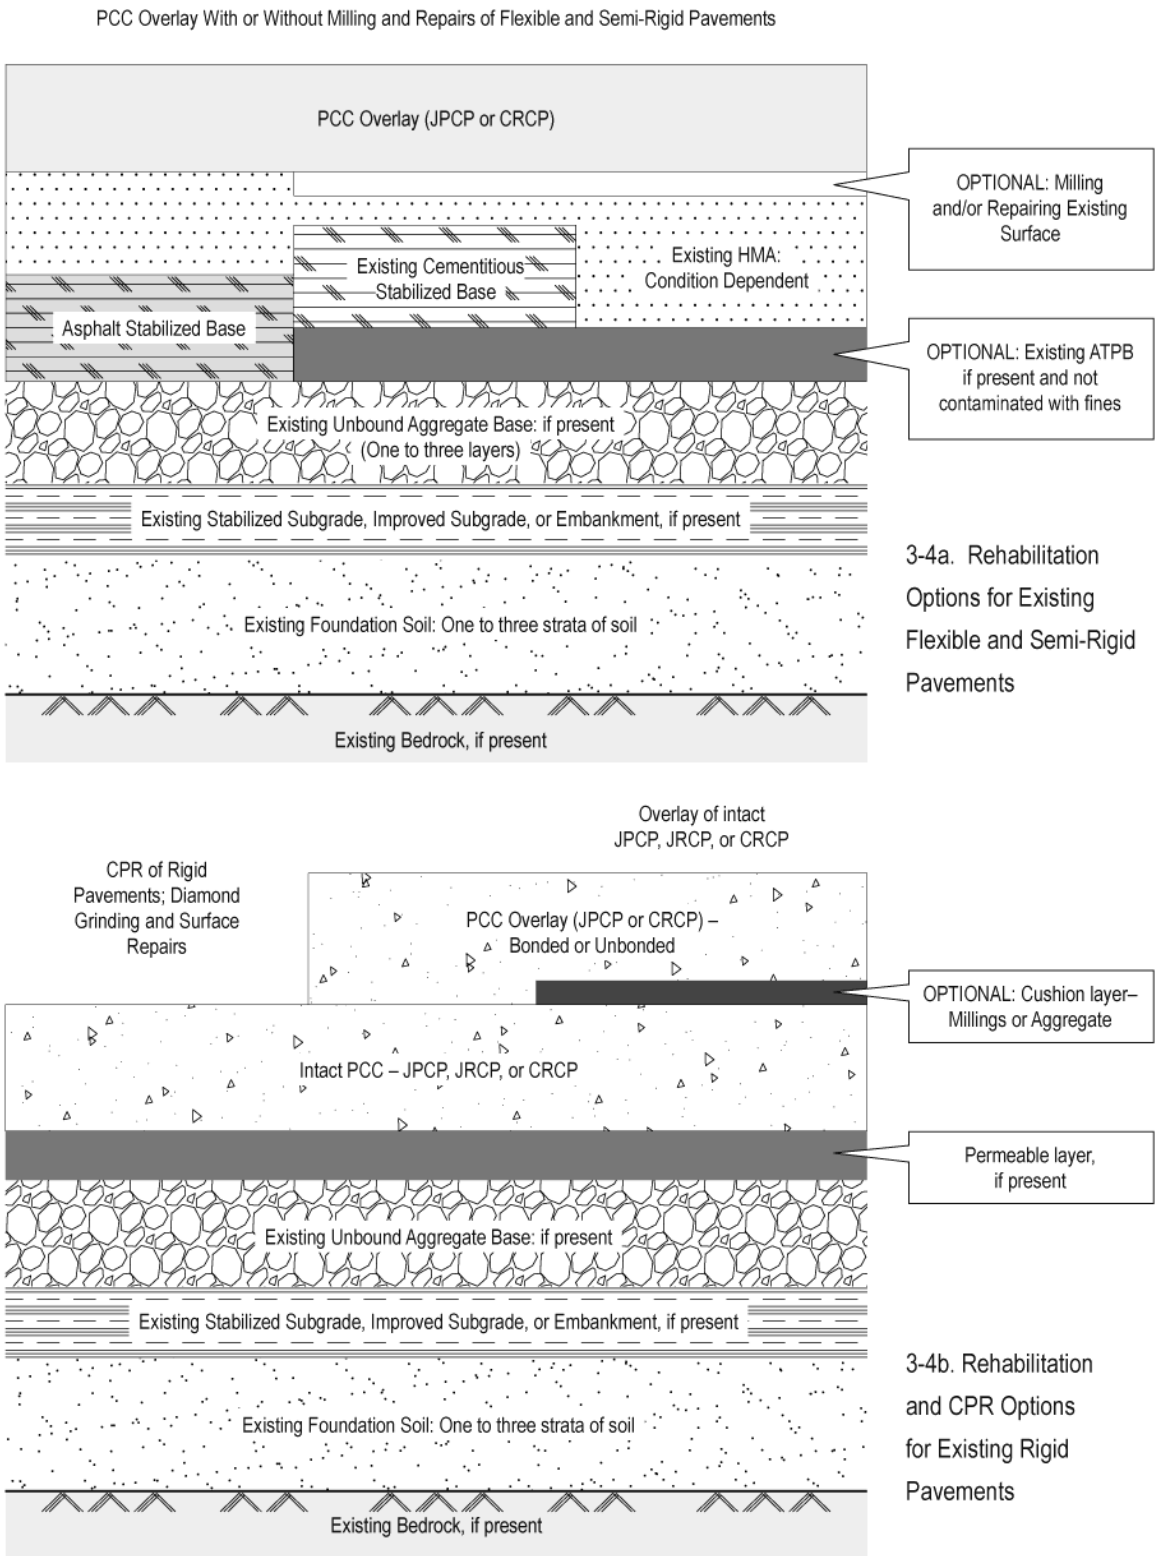 PCC Overlay With or Without Milling and Repairs of Flexible and Semi-Rigid Pavements
PCC Overlay (JPCP or CRCP)
OPTIONAL: Milling
and/or Repairing Existing
Surface
Existing HMA:
Condition Dependent
Existing Cementitious
Stabilized Base
Asphalt Stabilized Base
OPTIONAL: Existing ATPB
if present and not
contaminated with fines
Existing Unbound Aggregate Base: if present
(One to three layers)
Existing Stabilized Subgrade, Improved Subgrade, or Embankment, if present
Existing Foundation Soil: One to three strata of soil
Existing Bedrock, if present
3-4a. Rehabilitation
Options for Existing
Flexible and Semi-Rigid
Pavements
Overlay of intact
JPCP, JRCP, or CRCP
CPR of Rigid
Pavements; Diamond
Grinding and Surface
Repairs
PCC Overlay (JPCP or CRCP) –
Bonded or Unbonded
OPTIONAL: Cushion layer–
Millings or Aggregate
Intact PCC – JPCP, JRCP, or CRCP
Permeable layer,
if present
Existing Unbound Aggregate Base: if present
Existing Stabilized Subgrade, Improved Subgrade, or Embankment, if present
Existing Foundation Soil: One to three strata of soil
Existing Bedrock, if present
3-4b. Rehabilitation
and CPR Options
for Existing Rigid
Pavements